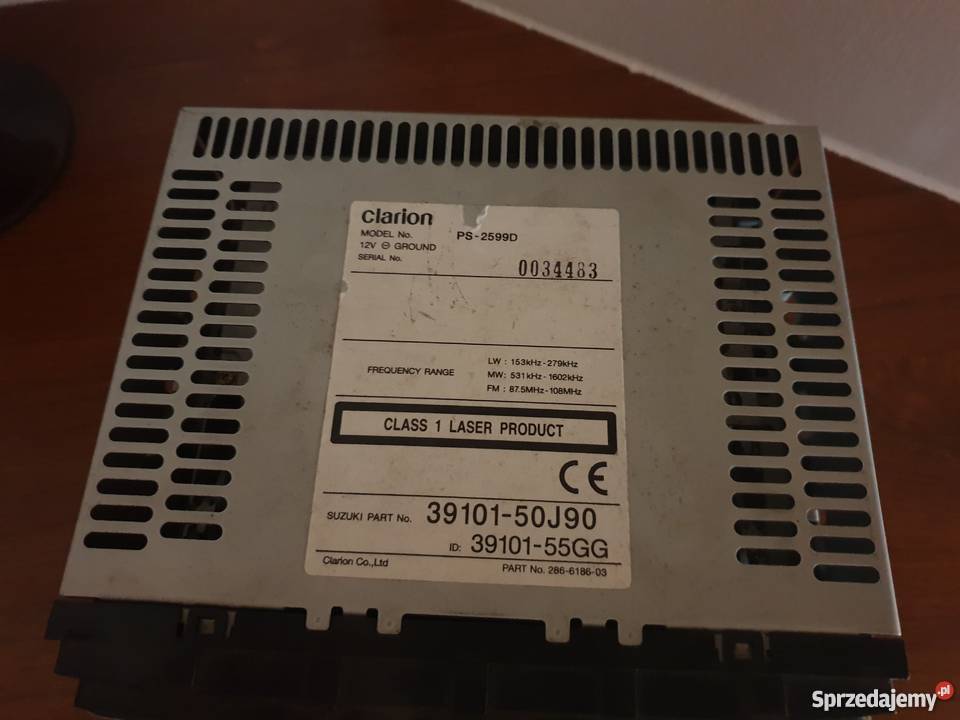 clarion
MODEL No. PS-2599D
12V ⊖ GROUND
SERIAL No. 0034483
FREQUENCY RANGE
LW : 153kHz-279kHz
MW: 531kHz-1602kHz
FM : 87.5MHz-108MHz
CLASS 1 LASER PRODUCT
CE
SUZUKI PART No. 39101-50J90
ID: 39101-55GG
Clarion Co.,Ltd PART No. 286-6186-03
Sprzedajemy.pl